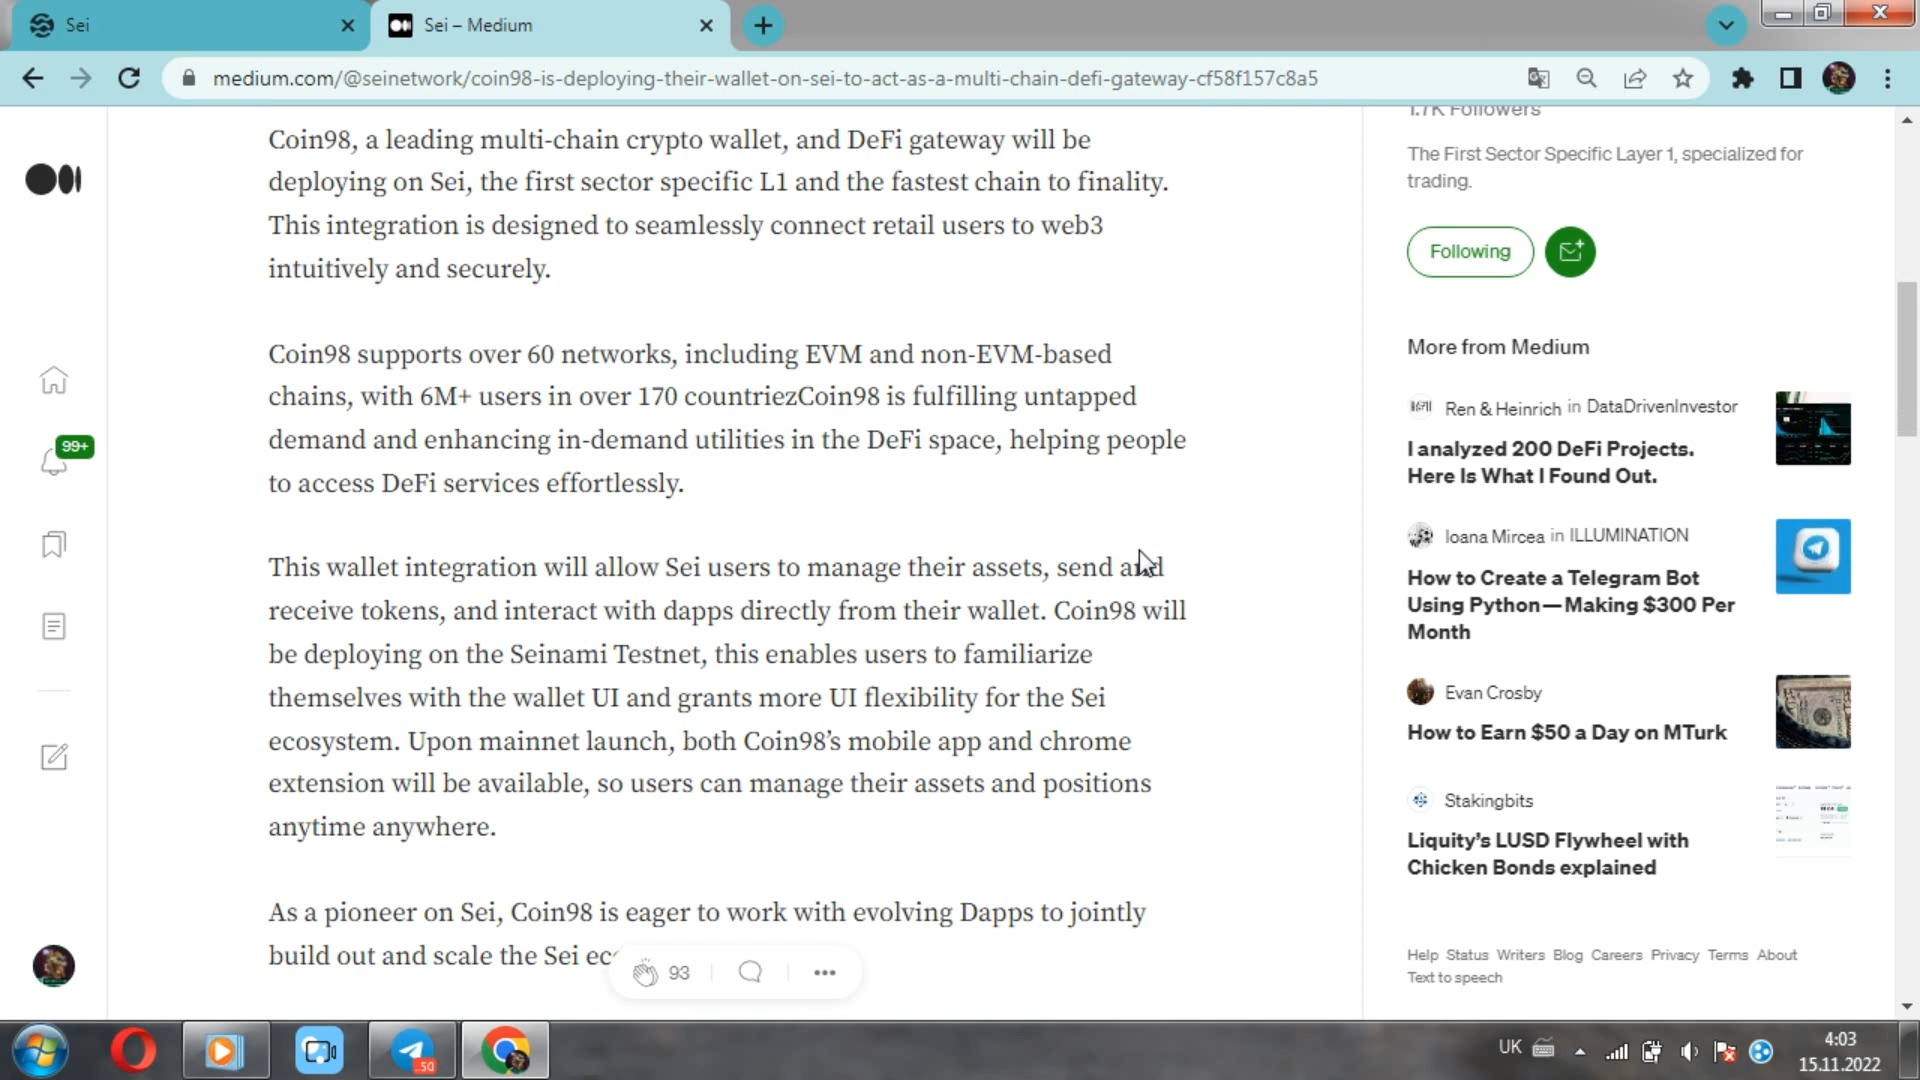 Sei
Sei – Medium
medium.com/@seinetwork/coin98-is-deploying-their-wallet-on-sei-to-act-as-a-multi-chain-defi-gateway-cf58f157c8a5
Coin98, a leading multi-chain crypto wallet, and DeFi gateway will be
deploying on Sei, the first sector specific L1 and the fastest chain to finality.
This integration is designed to seamlessly connect retail users to web3
intuitively and securely.
Coin98 supports over 60 networks, including EVM and non-EVM-based
chains, with 6M+ users in over 170 countriezCoin98 is fulfilling untapped
demand and enhancing in-demand utilities in the DeFi space, helping people
to access DeFi services effortlessly.
This wallet integration will allow Sei users to manage their assets, send and
receive tokens, and interact with dapps directly from their wallet. Coin98 will
be deploying on the Seinami Testnet, this enables users to familiarize
themselves with the wallet UI and grants more UI flexibility for the Sei
ecosystem. Upon mainnet launch, both Coin98’s mobile app and chrome
extension will be available, so users can manage their assets and positions
anytime anywhere.
As a pioneer on Sei, Coin98 is eager to work with evolving Dapps to jointly
build out and scale the Sei
93
99+
1.7K Followers
The First Sector Specific Layer 1, specialized for
trading.
Following
More from Medium
Ren & Heinrich in DataDrivenInvestor
I analyzed 200 DeFi Projects.
Here Is What I Found Out.
Ioana Mircea in ILLUMINATION
How to Create a Telegram Bot
Using Python — Making $300 Per
Month
Evan Crosby
How to Earn $50 a Day on MTurk
Stakingbits
Liquity’s LUSD Flywheel with
Chicken Bonds explained
Help Status Writers Blog Careers Privacy Terms About
Text to speech
50
UK
4:03
15.11.2022